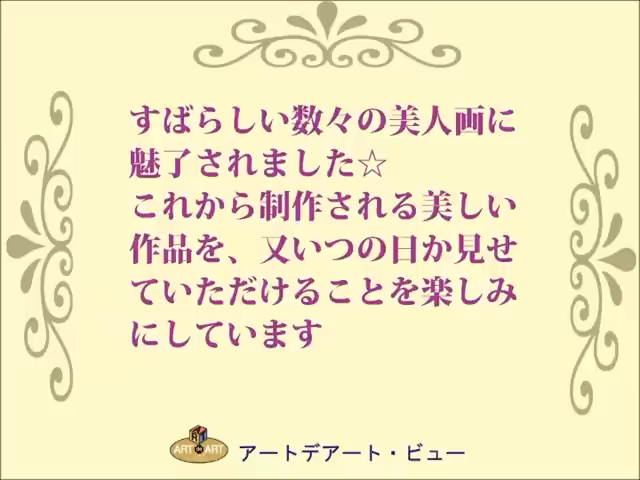 すばらしい数々の美人画に
魅了されました☆
これから制作される美しい
作品を、又いつの日か見せ
ていただけることを楽しみ
にしています
ART de ART
アートデアート・ビュー